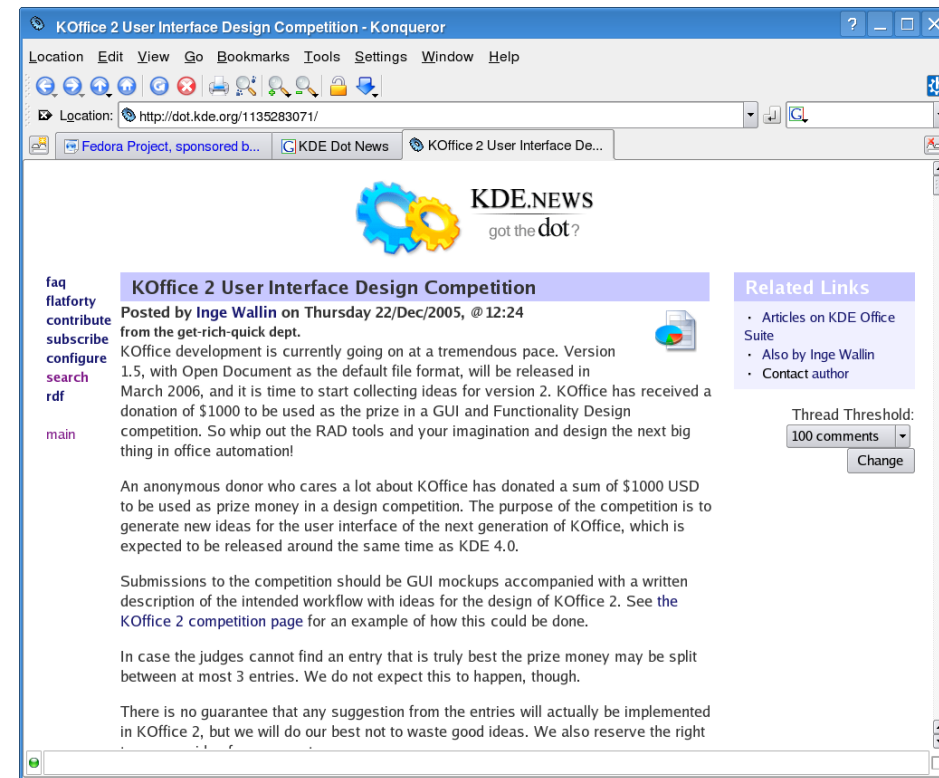 KOffice 2 User Interface Design Competition - Konqueror
Location Edit View Go Bookmarks Tools Settings Window Help
Location: http://dot.kde.org/1135283071/
Fedora Project, sponsored b... KDE Dot News KOffice 2 User Interface De...
KDE.NEWS
got the dot?
faq
flatforty
contribute
subscribe
configure
search
rdf
main
KOffice 2 User Interface Design Competition
Posted by Inge Wallin on Thursday 22/Dec/2005, @12:24
from the get-rich-quick dept.
KOffice development is currently going on at a tremendous pace. Version
1.5, with Open Document as the default file format, will be released in
March 2006, and it is time to start collecting ideas for version 2. KOffice has received a
donation of $1000 to be used as the prize in a GUI and Functionality Design
competition. So whip out the RAD tools and your imagination and design the next big
thing in office automation!
An anonymous donor who cares a lot about KOffice has donated a sum of $1000 USD
to be used as prize money in a design competition. The purpose of the competition is to
generate new ideas for the user interface of the next generation of KOffice, which is
expected to be released around the same time as KDE 4.0.
Submissions to the competition should be GUI mockups accompanied with a written
description of the intended workflow with ideas for the design of KOffice 2. See the
KOffice 2 competition page for an example of how this could be done.
In case the judges cannot find an entry that is truly best the prize money may be split
between at most 3 entries. We do not expect this to happen, though.
There is no guarantee that any suggestion from the entries will actually be implemented
in KOffice 2, but we will do our best not to waste good ideas. We also reserve the right
Related Links
· Articles on KDE Office
Suite
· Also by Inge Wallin
· Contact author
Thread Threshold:
100 comments
Change